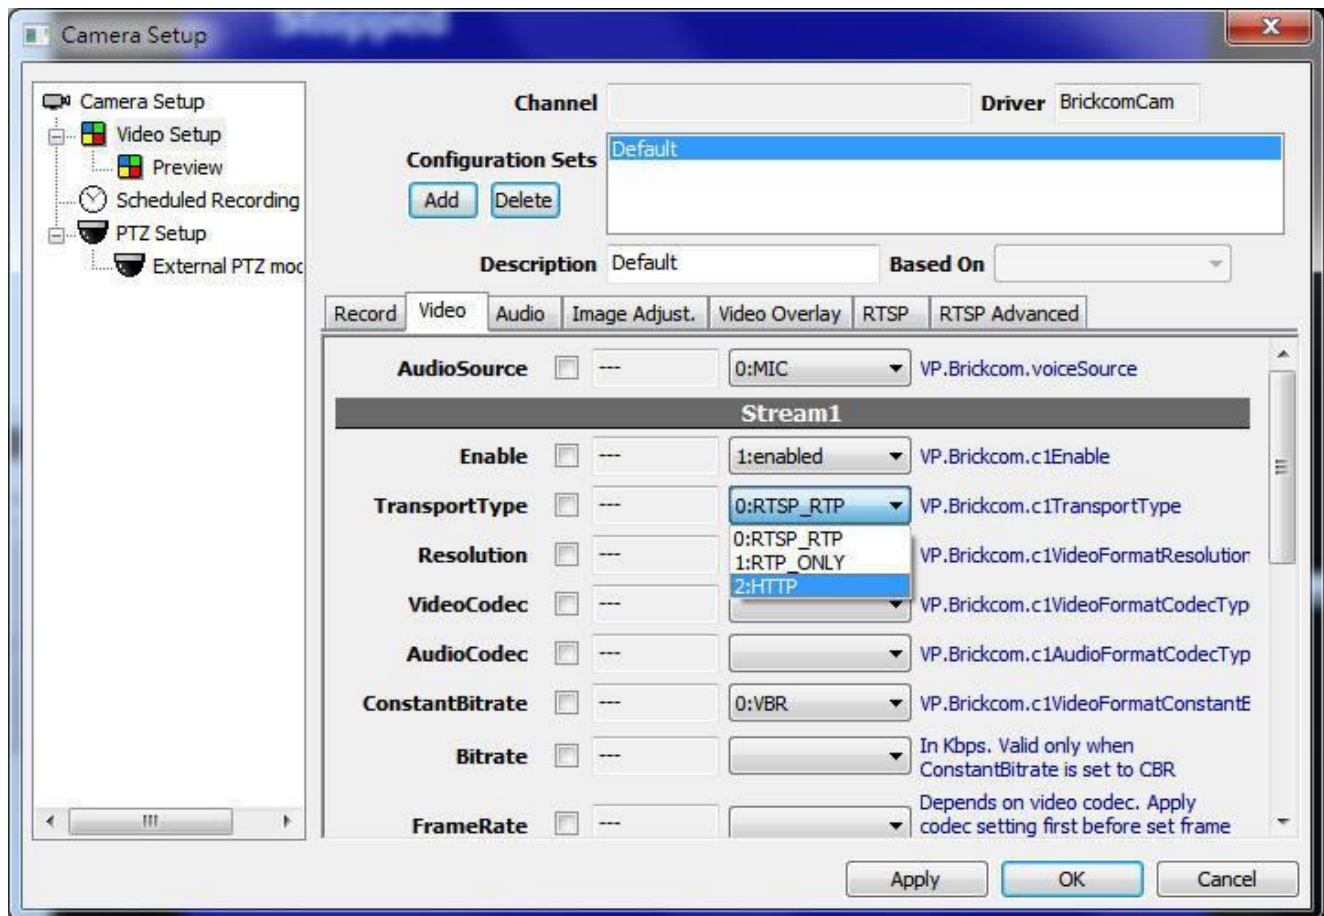 Stopped
Camera Setup
Camera Setup
Video Setup
Preview
Scheduled Recording
PTZ Setup
External PTZ moc
Channel
Driver BrickcomCam
Configuration Sets
Default
Add Delete
Description Default Based On
Record Video Audio Image Adjust. Video Overlay RTSP RTSP Advanced
AudioSource --- 0:MIC VP.Brickcom.voiceSource
Stream1
Enable --- 1:enabled VP.Brickcom.c1Enable
TransportType --- 0:RTSP_RTP VP.Brickcom.c1TransportType
0:RTSP_RTP
1:RTP_ONLY
2:HTTP
Resolution --- VP.Brickcom.c1VideoFormatResolution
VideoCodec --- VP.Brickcom.c1VideoFormatCodecTyp
AudioCodec --- VP.Brickcom.c1AudioFormatCodecTyp
ConstantBitrate --- 0:VBR VP.Brickcom.c1VideoFormatConstantE
Bitrate --- In Kbps. Valid only when
ConstantBitrate is set to CBR
FrameRate --- Depends on video codec. Apply
codec setting first before set frame
Apply OK Cancel